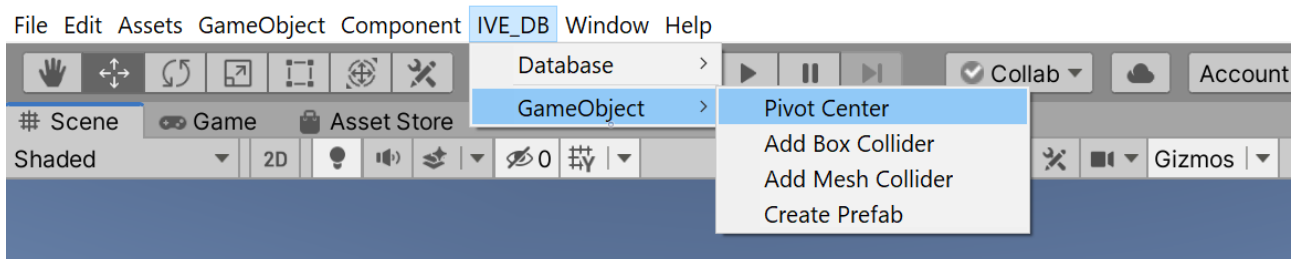 File Edit Assets GameObject Component IVE_DB Window Help
Database
Collab
Account
GameObject
Pivot Center
Scene
Game
Asset Store
Add Box Collider
Shaded
2D
0
Gizmos
Add Mesh Collider
Create Prefab